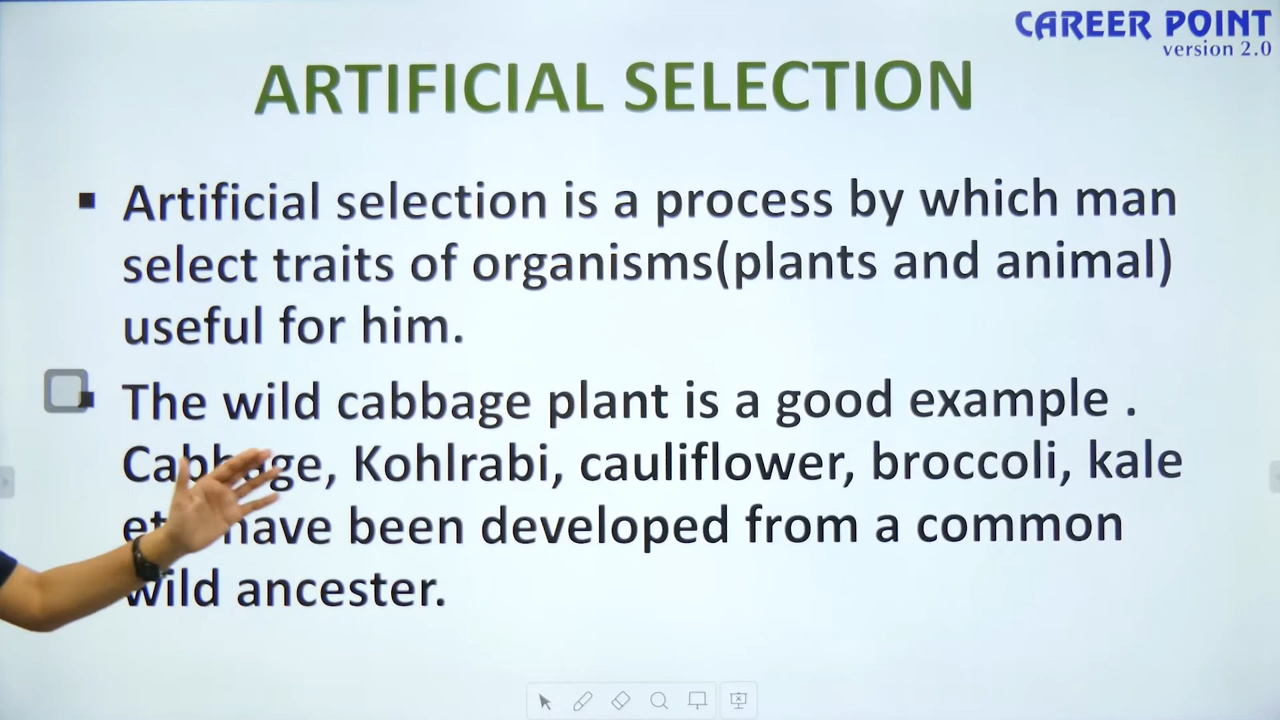 CAREER POINT
version 2.0
ARTIFICIAL SELECTION
▪ Artificial selection is a process by which man
select traits of organisms(plants and animal)
useful for him.
▪ The wild cabbage plant is a good example .
Cabbage, Kohlrabi, cauliflower, broccoli, kale
have been developed from a common
wild ancester.